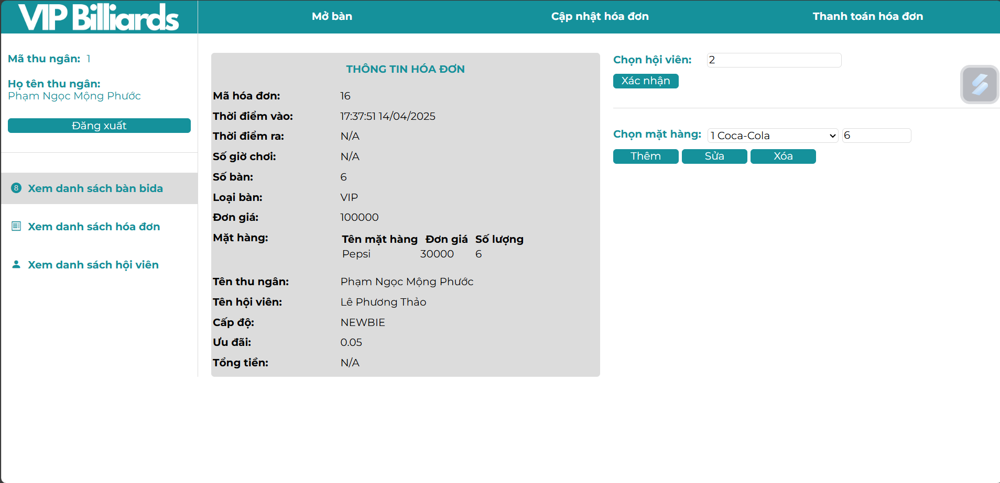 VIP Billiards
Mở bàn
Cập nhật hóa đơn
Thanh toán hóa đơn
Mã thu ngân: 1
Họ tên thu ngân:
Phạm Ngọc Mộng Phước
Đăng xuất
8 Xem danh sách bàn bida
Xem danh sách hóa đơn
Xem danh sách hội viên
THÔNG TIN HÓA ĐƠN
Mã hóa đơn: 16
Thời điểm vào: 17:37:51 14/04/2025
Thời điểm ra: N/A
Số giờ chơi: N/A
Số bàn: 6
Loại bàn: VIP
Đơn giá: 100000
Mặt hàng: Tên mặt hàng Đơn giá Số lượng
Pepsi 30000 6
Tên thu ngân: Phạm Ngọc Mộng Phước
Tên hội viên: Lê Phương Thảo
Cấp độ: NEWBIE
Ưu đãi: 0.05
Tổng tiền: N/A
Chọn hội viên: 2
Xác nhận
Chọn mặt hàng: 1 Coca-Cola 6
Thêm Sửa Xóa